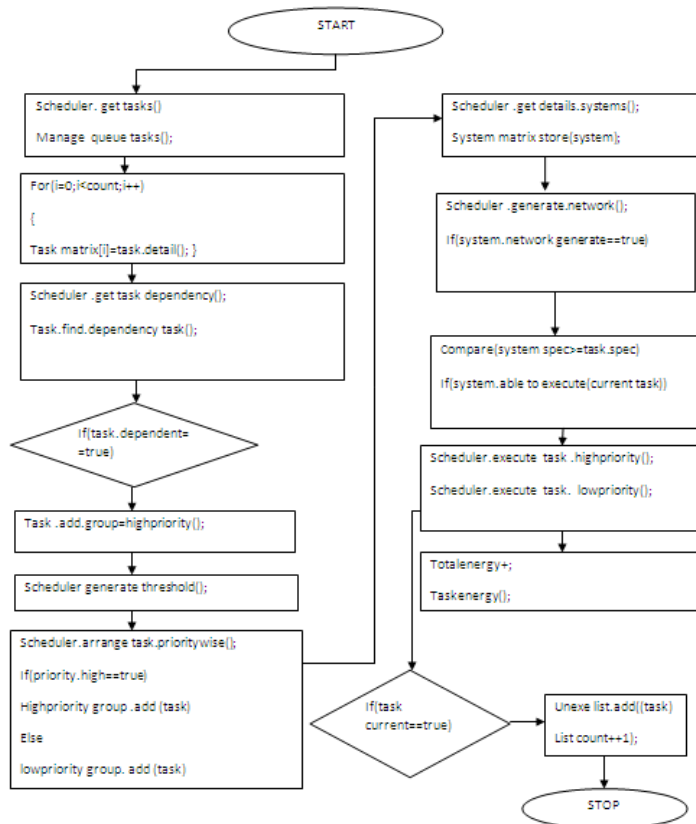 START
Scheduler. get tasks()
Manage queue tasks();
For(i=0;i<count;i++)
{
Task matrix[i]=task.detail(); }
Scheduler .get task dependency();
Task.find.dependency task();
If(task.dependent=
=true)
Task .add.group=highpriority();
Scheduler generate threshold();
Scheduler.arrange task.prioritywise();
If(priority.high==true)
Highpriority group .add (task)
Else
lowpriority group. add (task)
Scheduler .get details.systems();
System matrix store(system);
Scheduler .generate.network();
If(system.network generate==true)
Compare(system spec>=task.spec)
If(system.able to execute(current task))
Scheduler.execute task .highpriority();
Scheduler.execute task. lowpriority();
Totalenergy+;
Taskenergy();
If(task
current==true)
Unexe list.add((task)
List count++1);
STOP